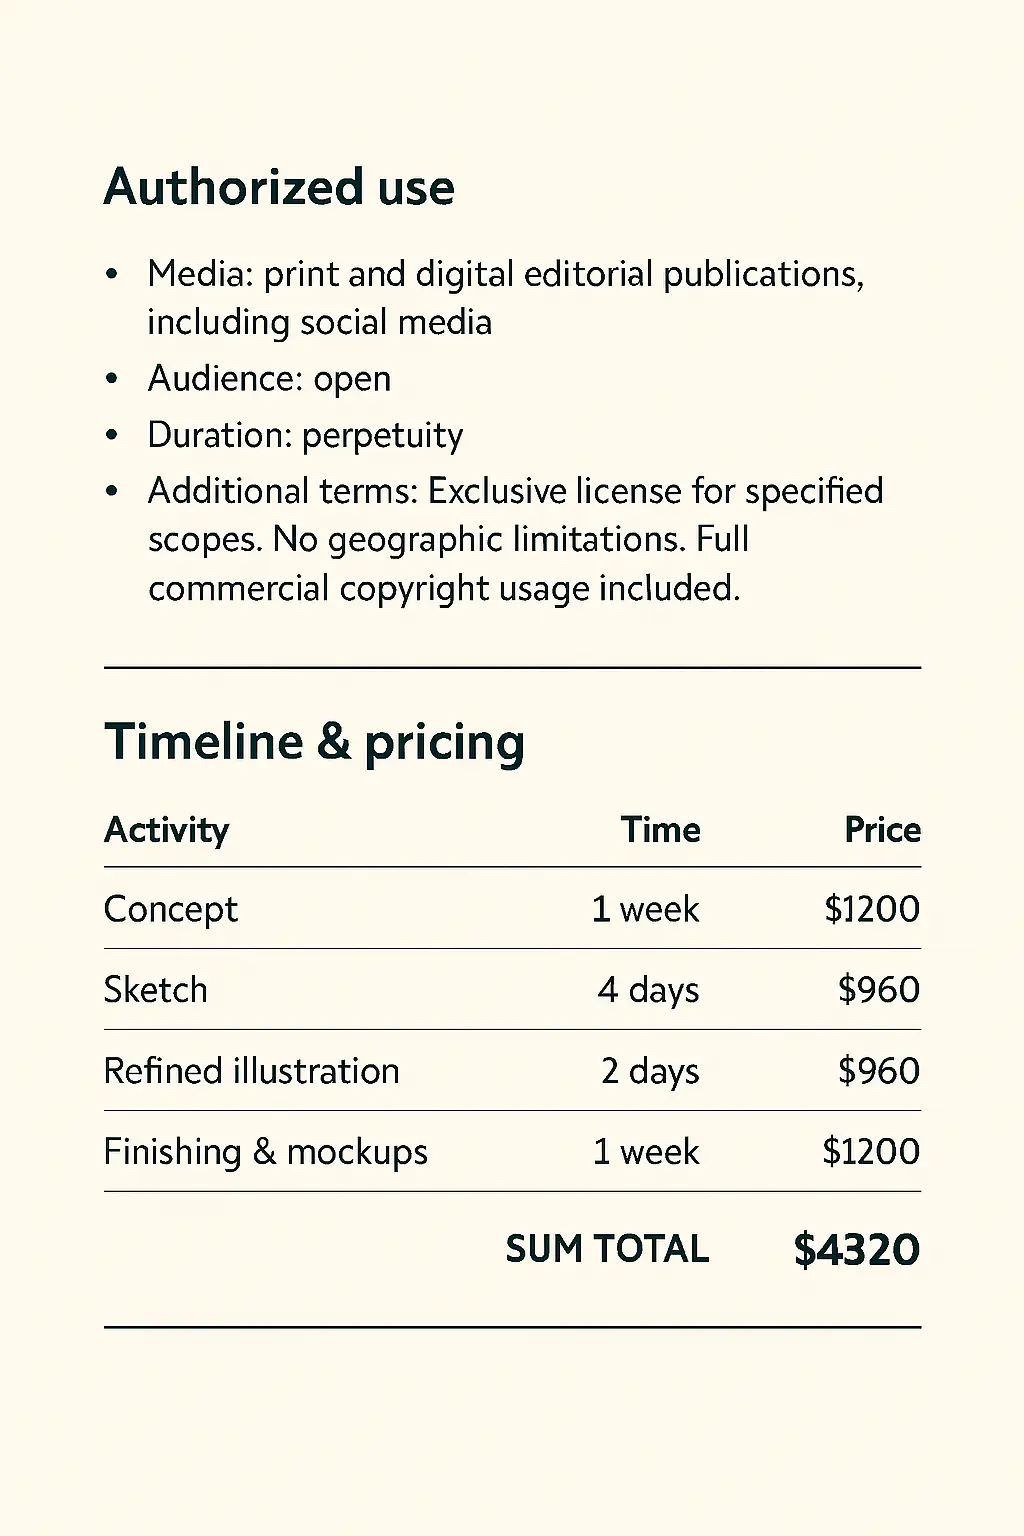 Authorized use
• Media: print and digital editorial publications,
including social media
• Audience: open
• Duration: perpetuity
• Additional terms: Exclusive license for specified
scopes. No geographic limitations. Full
commercial copyright usage included.
Timeline & pricing
Activity Time Price
Concept 1 week $1200
Sketch 4 days $960
Refined illustration 2 days $960
Finishing & mockups 1 week $1200
SUM TOTAL $4320